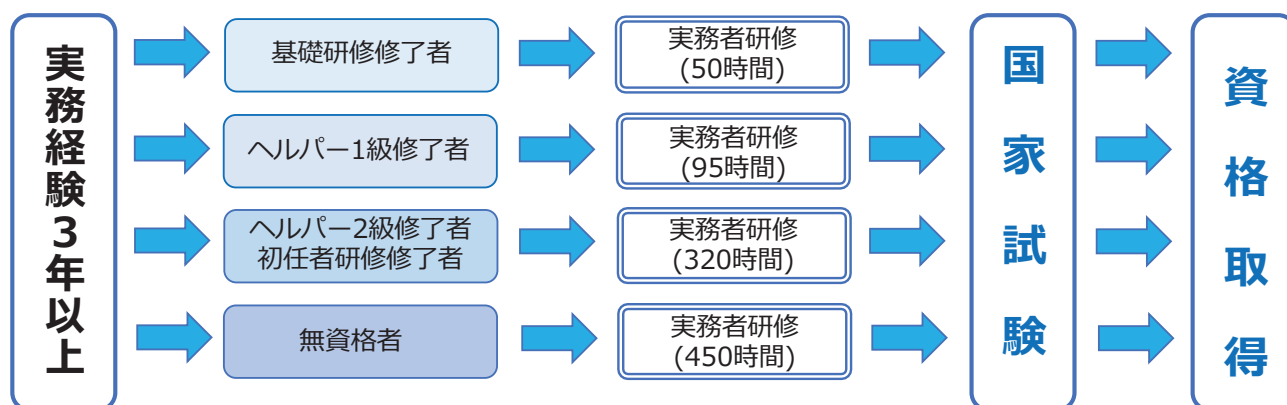 実務経験3年以上
基礎研修修了者
実務者研修
(50時間)
ヘルパー1級修了者
実務者研修
(95時間)
ヘルパー2級修了者
初任者研修修了者
実務者研修
(320時間)
無資格者
実務者研修
(450時間)
国家試験
資格取得